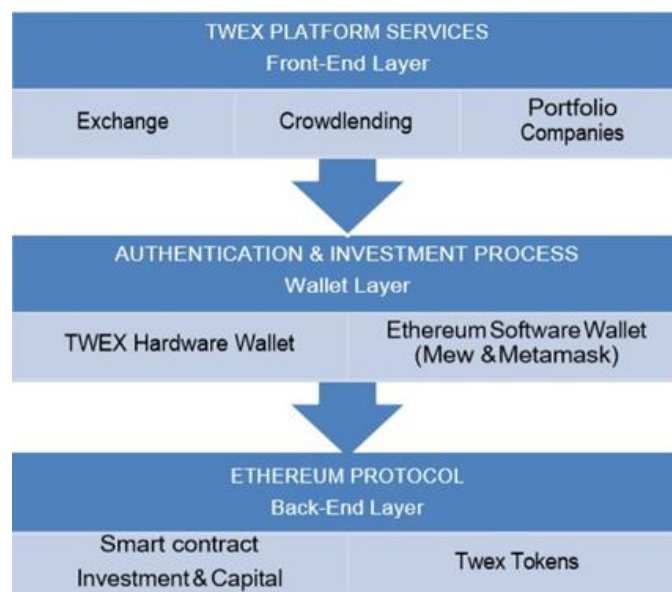 TWEX PLATFORM SERVICES
Front-End Layer
Exchange
Crowdlending
Portfolio
Companies
AUTHENTICATION & INVESTMENT PROCESS
Wallet Layer
TWEX Hardware Wallet
Ethereum Software Wallet
(Mew & Metamask)
ETHEREUM PROTOCOL
Back-End Layer
Smart contract
Investment & Capital
Twex Tokens